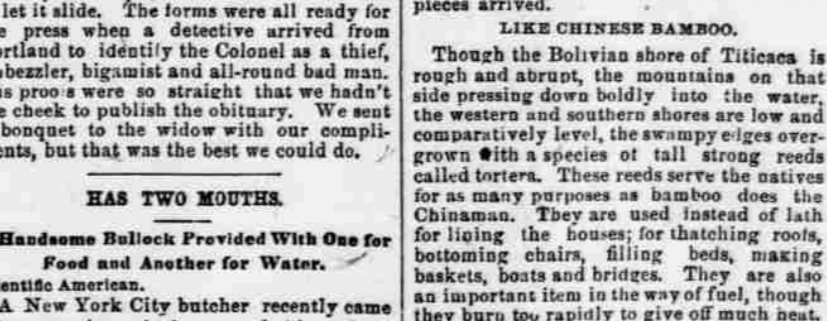 let it slide. The forms were all ready for
press when a detective arrived from
to identify the Colonel as a thief,
bigamist and all-round bad man.
proofs were so straight that we hadn't
cheek to publish the obituary. We sent
bonquet to the widow with our compli-
ents, but that was the best we could do.
HAS TWO MOUTHS.
Handsome Bullock Provided With One for
Food and Another for Water.
entific American.
A New York City butcher recently came
pieces arrived.
LIKE CHINESE BAMBOO.
Though the Bolivian shore of Titicaca is
rough and abrupt, the mountains on that
side pressing down boldly into the water,
the western and southern shores are low and
comparatively level, the swampy edges over-
grown with a species of tall strong reeds
called tortera. These reeds serve the natives
for as many purposes as bamboo does the
Chinaman. They are used instead of lath
for lining the houses; for thatching roofs,
bottoming chairs, filling beds, making
baskets, boats and bridges. They are also
an important item in the way of fuel, though
they burn too rapidly to give off much heat.